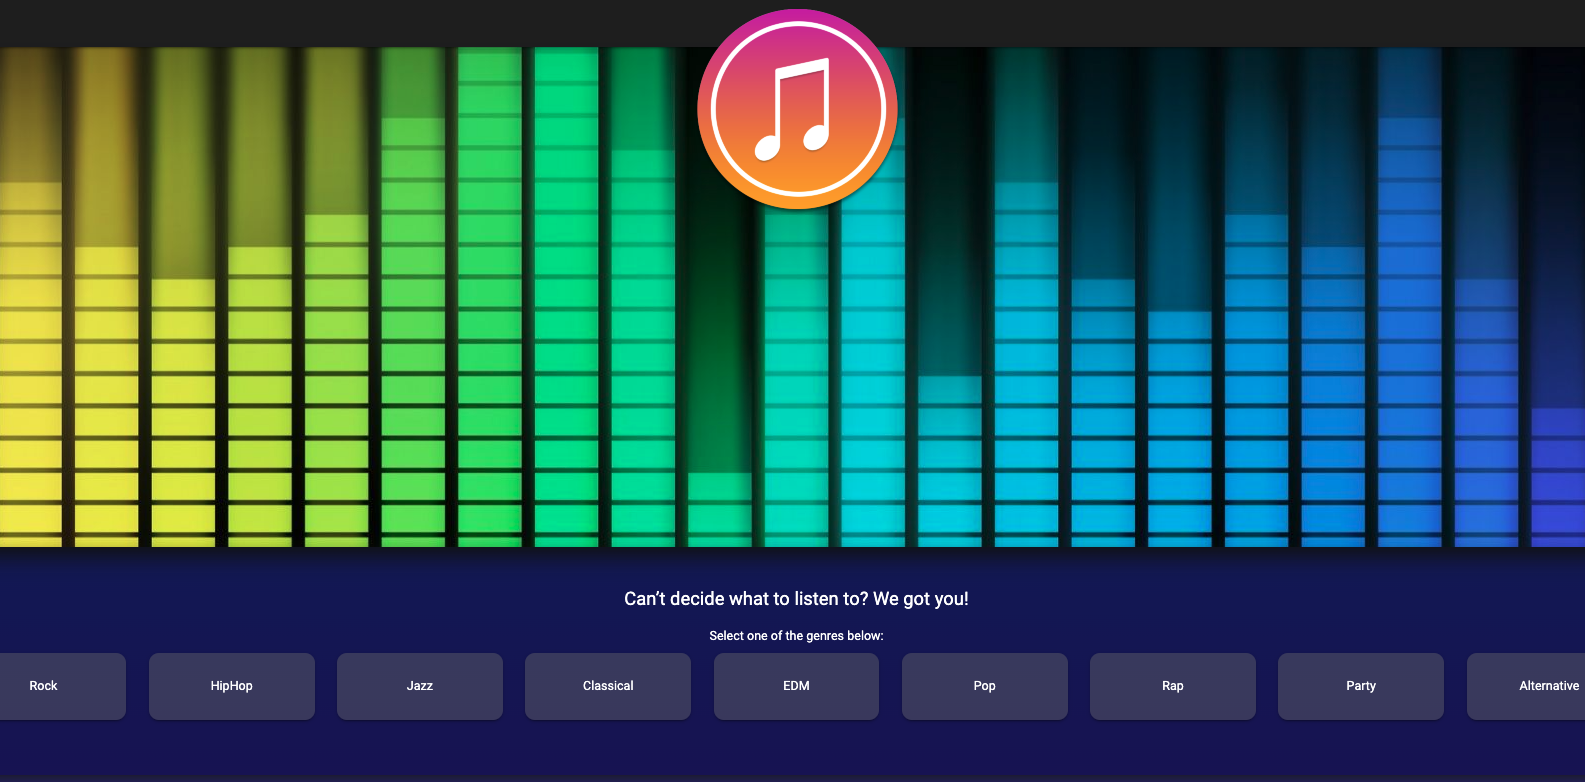 Can’t decide what to listen to? We got you!
Select one of the genres below:
Rock
HipHop
Jazz
Classical
EDM
Pop
Rap
Party
Alternative